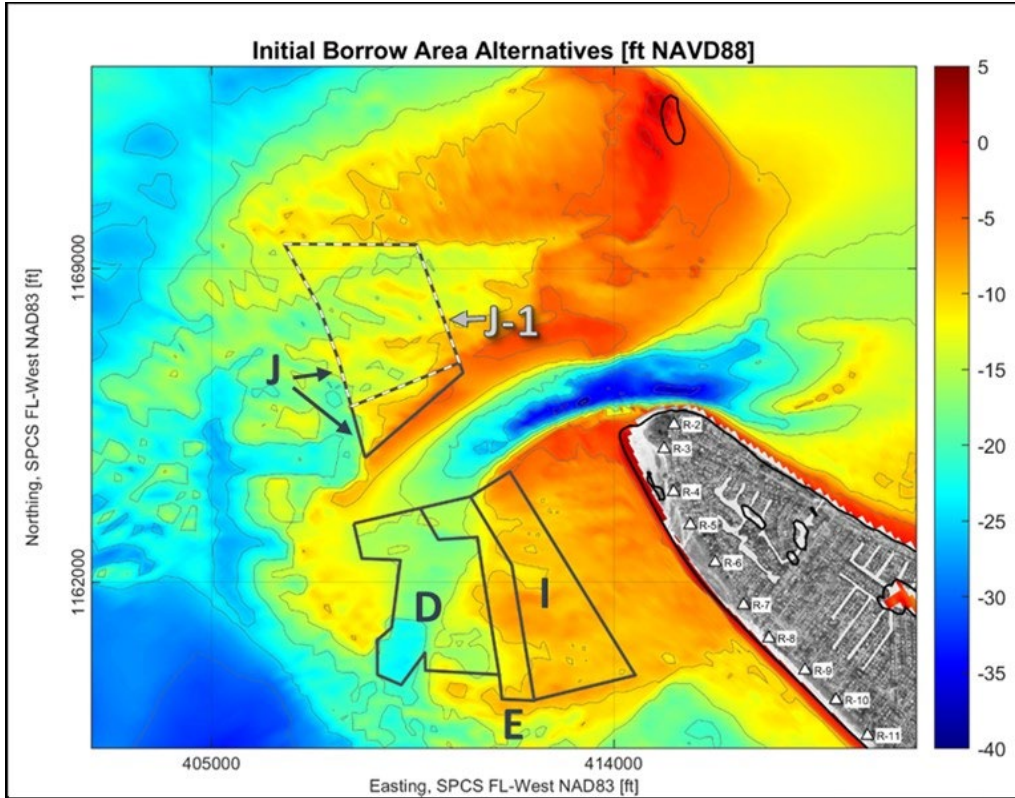 Initial Borrow Area Alternatives [ft NAVD88]
5
0
-5
-10
-15
-20
-25
-30
-35
-40
Northing, SPCS FL-West NAD83 [ft]
1169000
1162000
J-1
J
D
I
E
R-2
R-3
R-4
R-5
R-6
R-7
R-8
R-9
R-10
R-11
405000
414000
Easting, SPCS FL-West NAD83 [ft]